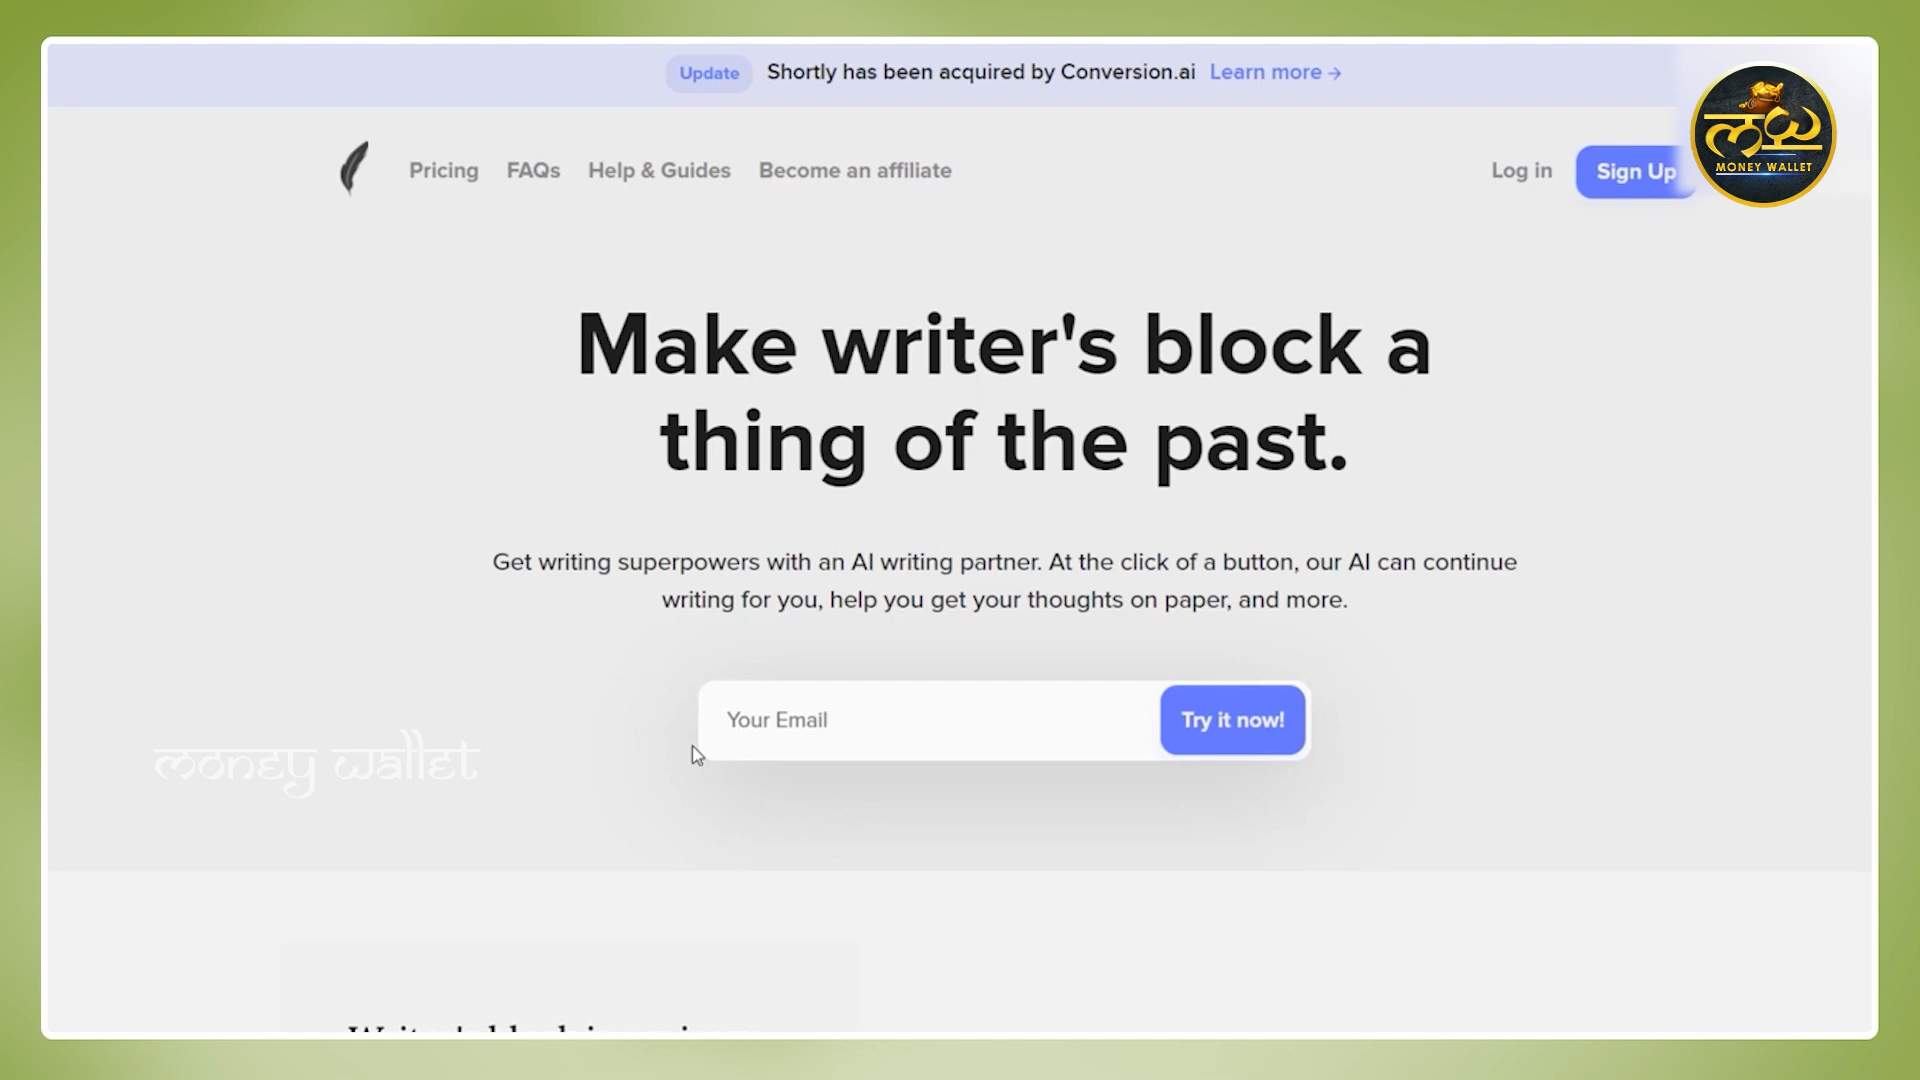 Update Shortly has been acquired by Conversion.ai Learn more →
Pricing FAQs Help & Guides Become an affiliate Log in Sign Up
MONEY WALLET
Make writer's block a
thing of the past.
Get writing superpowers with an AI writing partner. At the click of a button, our AI can continue
writing for you, help you get your thoughts on paper, and more.
Your Email Try it now!
money wallet